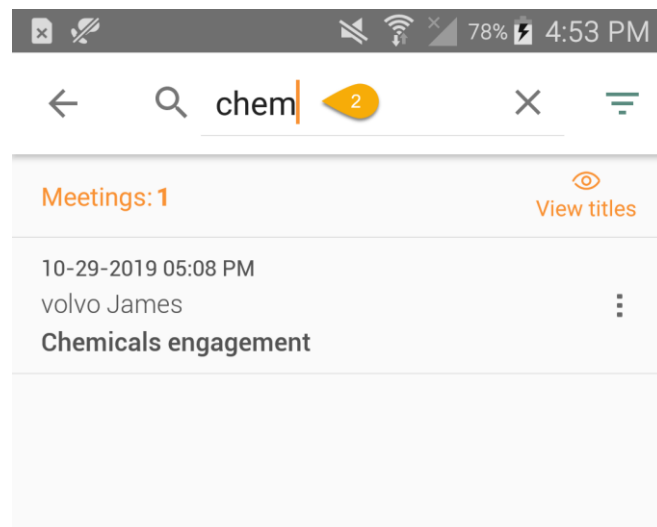 78% 4:53 PM
chem 2
Meetings: 1
View titles
10-29-2019 05:08 PM
volvo James
Chemicals engagement